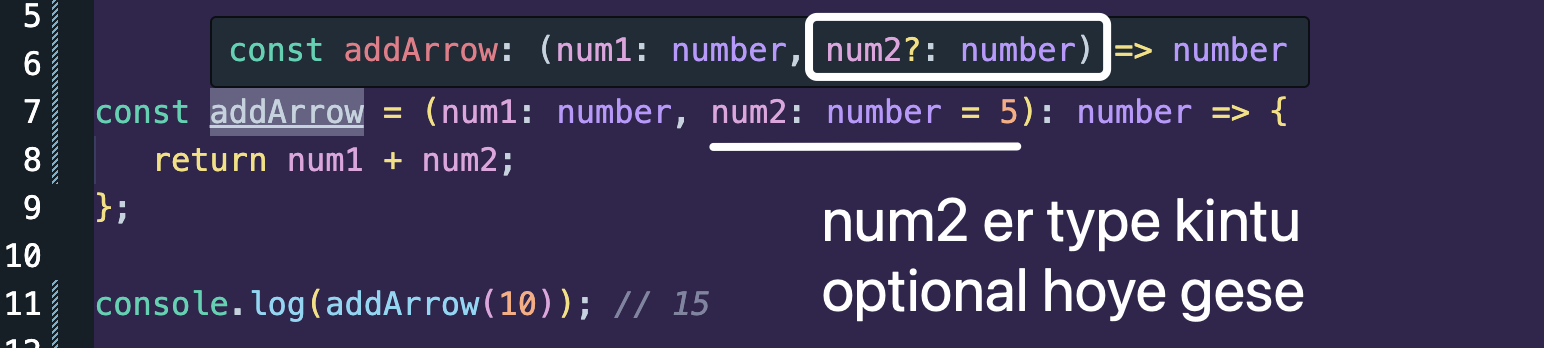 5
const addArrow: (num1: number, num2?: number) => number
6
7 const addArrow = (num1: number, num2: number = 5): number => {
8 return num1 + num2;
9 };
num2 er type kintu
10
optional hoye gese
11 console.log(addArrow(10)); // 15